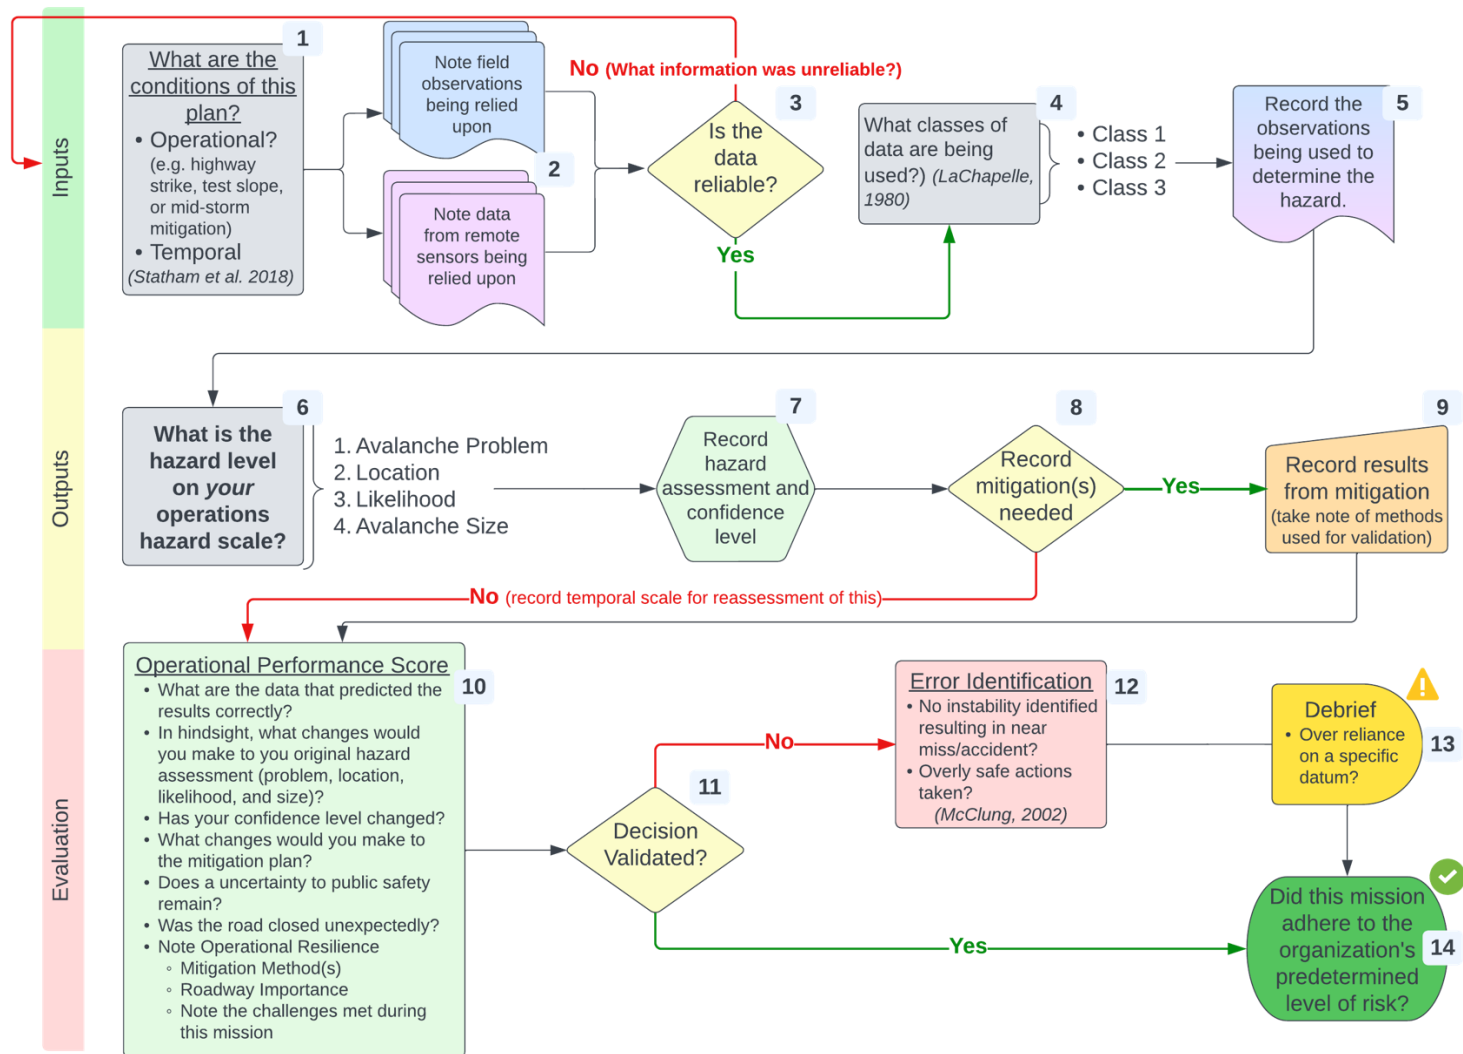 Inputs
1
What are the
conditions of this
plan?
• Operational?
(e.g. highway
strike, test slope,
or mid-storm
mitigation)
• Temporal
(Statham et al. 2018)
Note field
observations
being relied
upon
2
Note data
from remote
sensors being
relied upon
No (What information was unreliable?)
3
Is the
data
reliable?
Yes
4
What classes of
data are being
used?) (LaChapelle,
1980)
• Class 1
• Class 2
• Class 3
5
Record the
observations
being used to
determine the
hazard.
Outputs
6
What is the
hazard level
on your
operations
hazard scale?
1. Avalanche Problem
2. Location
3. Likelihood
4. Avalanche Size
7
Record
hazard
assessment and
confidence
level
8
Record
mitigation(s)
needed
Yes
9
Record results
from mitigation
(take note of methods
used for validation)
No (record temporal scale for reassessment of this)
Evaluation
Operational Performance Score
10
• What are the data that predicted the
results correctly?
• In hindsight, what changes would
you make to you original hazard
assessment (problem, location,
likelihood, and size)?
• Has your confidence level changed?
• What changes would you make to
the mitigation plan?
• Does a uncertainty to public safety
remain?
• Was the road closed unexpectedly?
• Note Operational Resilience
◦ Mitigation Method(s)
◦ Roadway Importance
◦ Note the challenges met during
this mission
11
Decision
Validated?
No
Yes
12
Error Identification
• No instability identified
resulting in near
miss/accident?
• Overly safe actions
taken?
(McClung, 2002)
13
Debrief
• Over reliance
on a specific
datum?
14
Did this mission
adhere to the
organization's
predetermined
level of risk?